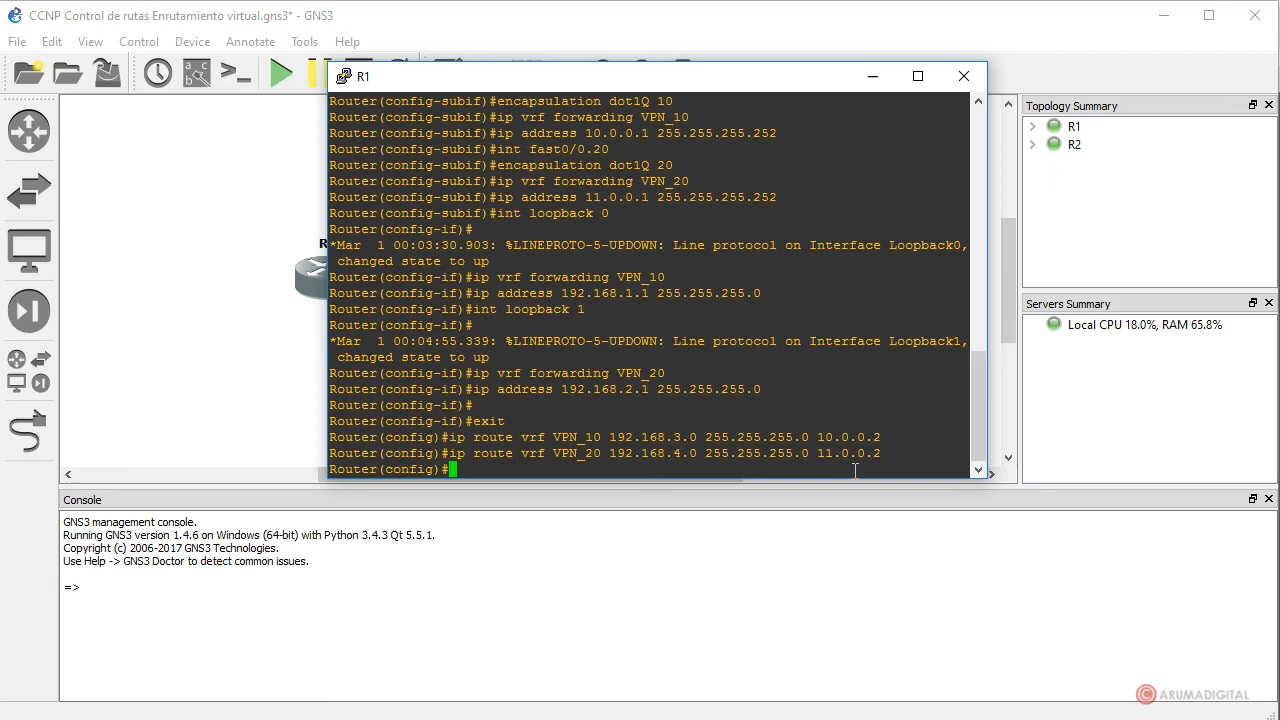 CCNP Control de rutas Enrutamiento virtual.gns3* - GNS3
File Edit View Control Device Annotate Tools Help
R1
Router(config-subif)#encapsulation dot1Q 10
Router(config-subif)#ip vrf forwarding VPN_10
Router(config-subif)#ip address 10.0.0.1 255.255.255.252
Router(config-subif)#int fast0/0.20
Router(config-subif)#encapsulation dot1Q 20
Router(config-subif)#ip vrf forwarding VPN_20
Router(config-subif)#ip address 11.0.0.1 255.255.255.252
Router(config-subif)#int loopback 0
Router(config-if)#
*Mar  1 00:03:30.903: %LINEPROTO-5-UPDOWN: Line protocol on Interface Loopback0,
changed state to up
Router(config-if)#ip vrf forwarding VPN_10
Router(config-if)#ip address 192.168.1.1 255.255.255.0
Router(config-if)#int loopback 1
Router(config-if)#
*Mar  1 00:04:55.339: %LINEPROTO-5-UPDOWN: Line protocol on Interface Loopback1,
changed state to up
Router(config-if)#ip vrf forwarding VPN_20
Router(config-if)#ip address 192.168.2.1 255.255.255.0
Router(config-if)#
Router(config-if)#exit
Router(config)#ip route vrf VPN_10 192.168.3.0 255.255.255.0 10.0.0.2
Router(config)#ip route vrf VPN_20 192.168.4.0 255.255.255.0 11.0.0.2
Router(config)#
Topology Summary
R1
R2
Servers Summary
Local CPU 18.0%, RAM 65.8%
Console
GNS3 management console.
Running GNS3 version 1.4.6 on Windows (64-bit) with Python 3.4.3 Qt 5.5.1.
Copyright (c) 2006-2017 GNS3 Technologies.
Use Help -> GNS3 Doctor to detect common issues.
=>
© ARUMADIGITAL